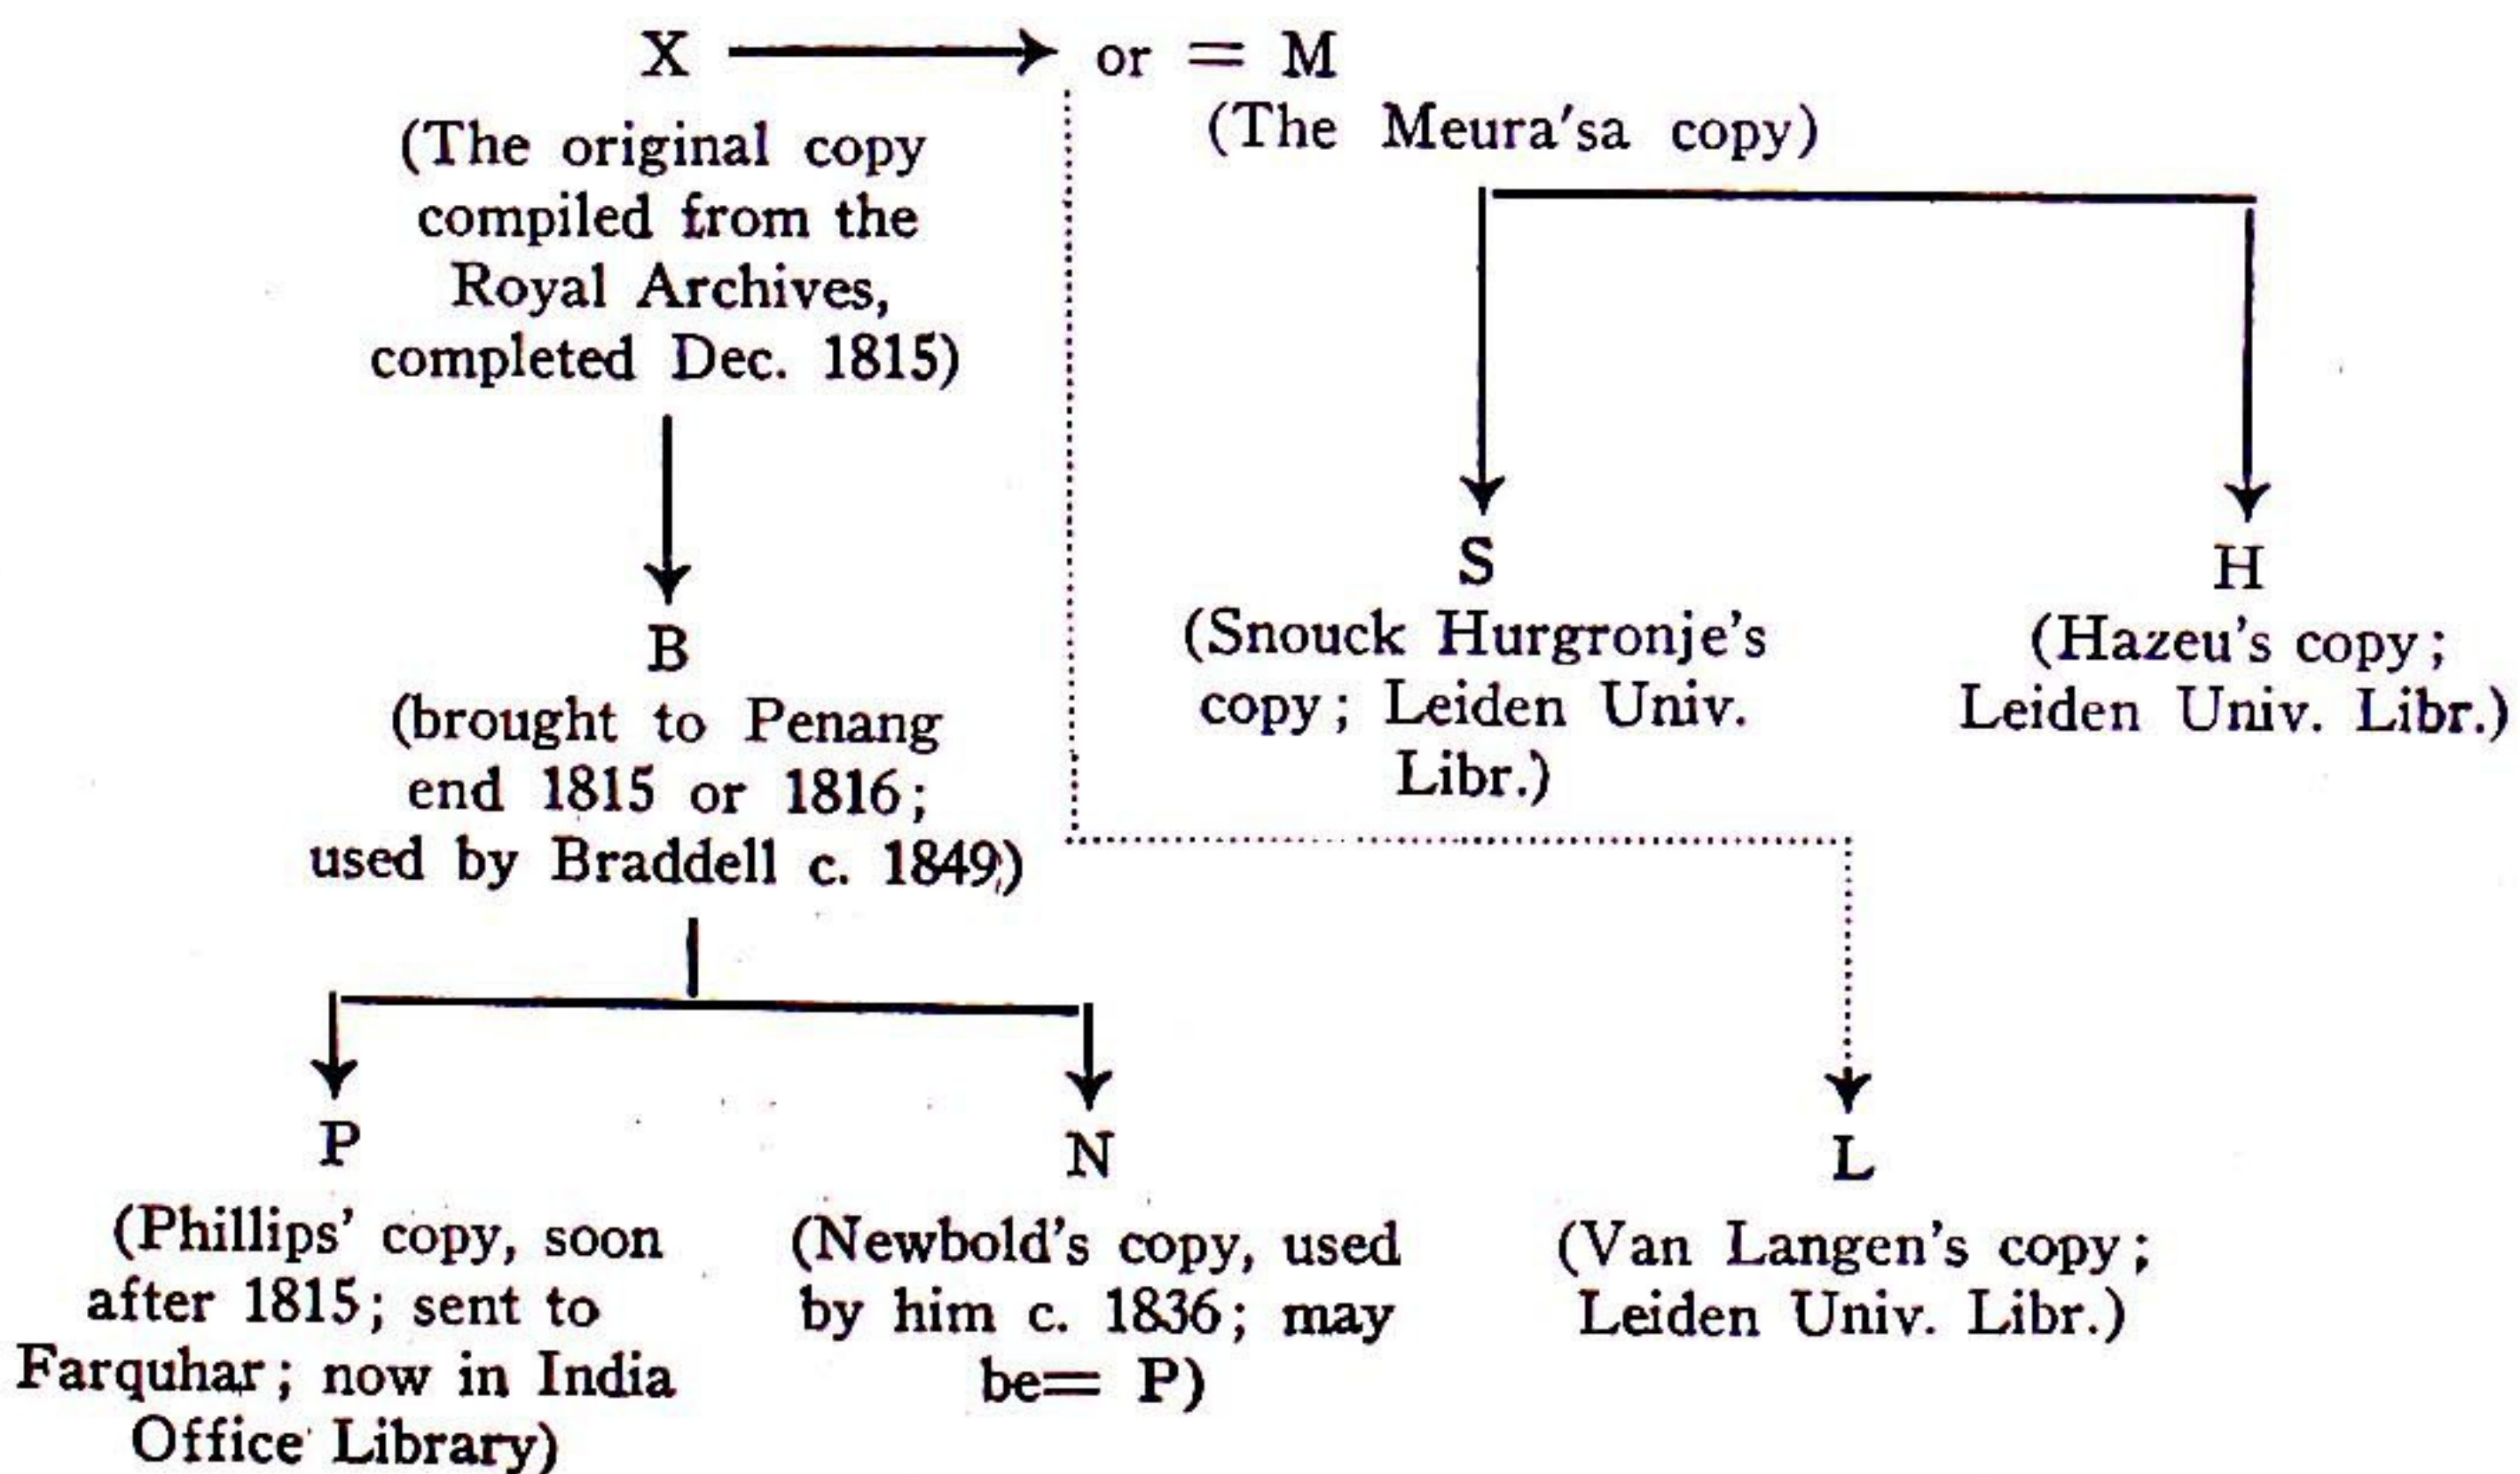 X or = M
(The Meura'sa copy)
(The original copy
compiled from the
Royal Archives,
completed Dec. 1815)
S
(Snouck Hurgronje's
copy; Leiden Univ.
Libr.)
H
(Hazeu's copy;
Leiden Univ. Libr.)
B
(brought to Penang
end 1815 or 1816;
used by Braddell c. 1849)
P
(Phillips' copy, soon
after 1815; sent to
Farquhar; now in India
Office Library)
N
(Newbold's copy, used
by him c. 1836; may
be= P)
L
(Van Langen's copy;
Leiden Univ. Libr.)